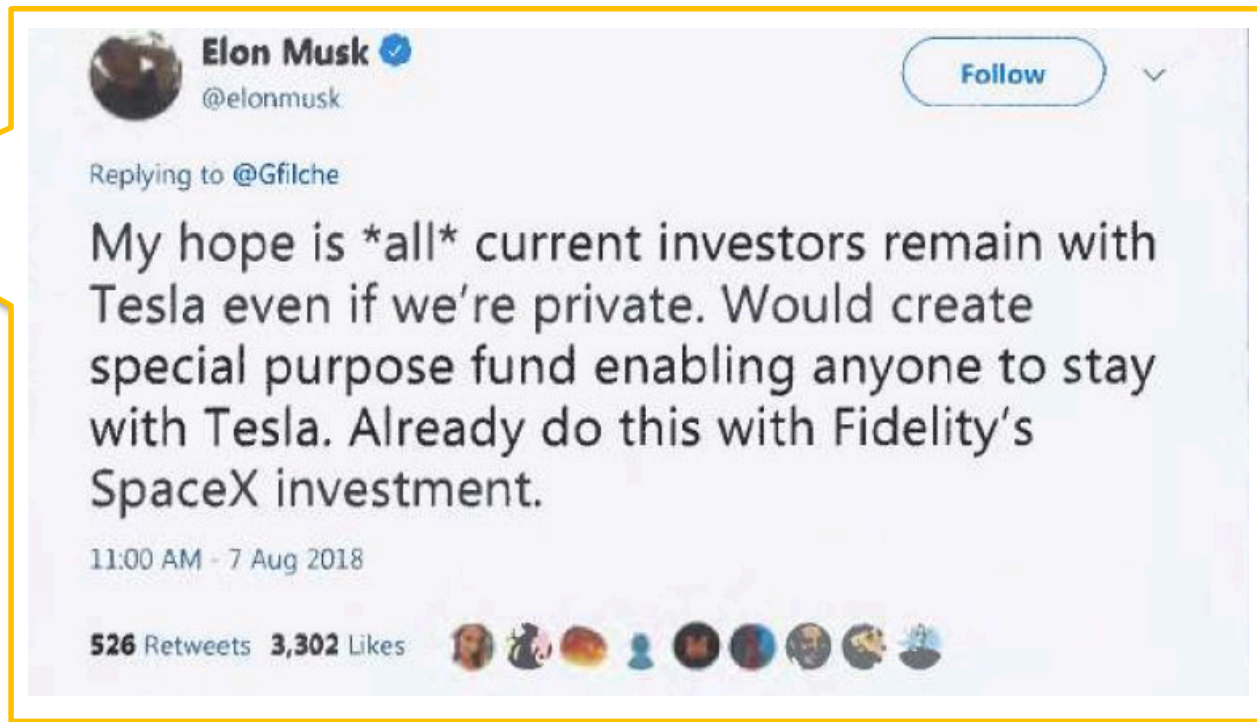 Elon Musk
@elonmusk
Follow
Replying to @Gfilche
My hope is *all* current investors remain with
Tesla even if we're private. Would create
special purpose fund enabling anyone to stay
with Tesla. Already do this with Fidelity's
SpaceX investment.
11:00 AM - 7 Aug 2018
526 Retweets 3,302 Likes